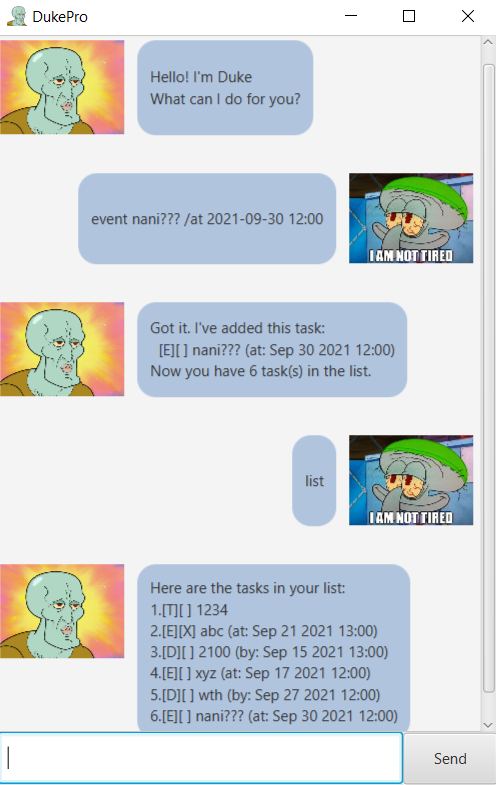 DukePro
Hello! I'm Duke
What can I do for you?
event nani??? /at 2021-09-30 12:00
I AM NOT TIRED
Got it. I've added this task:
[E][ ] nani??? (at: Sep 30 2021 12:00)
Now you have 6 task(s) in the list.
list
I AM NOT TIRED
Here are the tasks in your list:
1.[T][ ] 1234
2.[E][X] abc (at: Sep 21 2021 13:00)
3.[D][ ] 2100 (by: Sep 15 2021 13:00)
4.[E][ ] xyz (at: Sep 17 2021 12:00)
5.[D][ ] wth (by: Sep 27 2021 12:00)
6.[E][ ] nani??? (at: Sep 30 2021 12:00)
Send